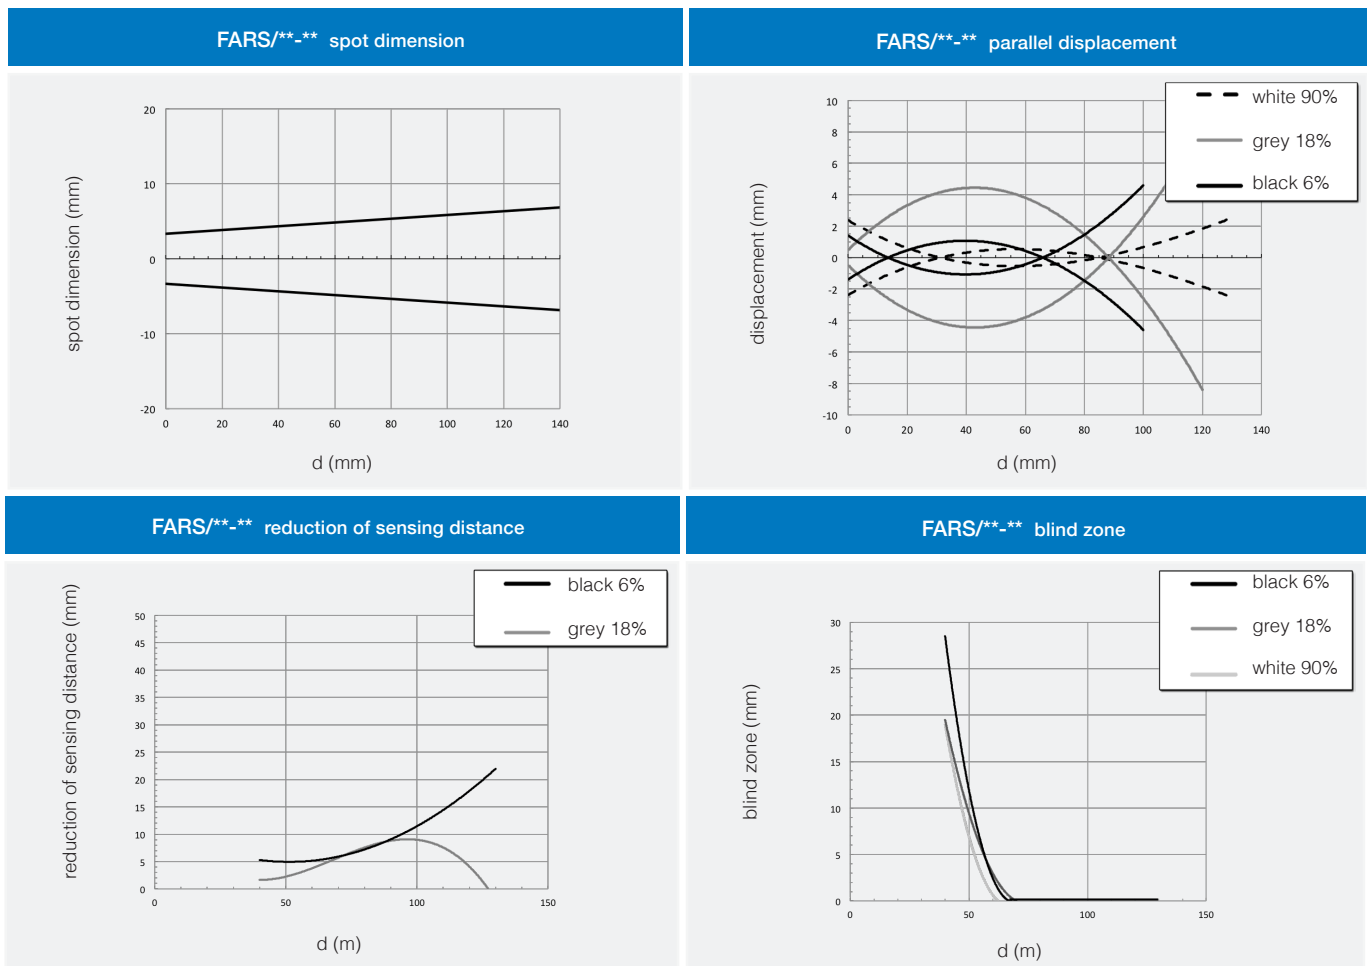 FARS/**-** spot dimension
20
10
0
-10
-20
0 20 40 60 80 100 120 140
spot dimension (mm)
d (mm)
FARS/**-** parallel displacement
white 90%
grey 18%
black 6%
10
8
6
4
2
0
-2
-4
-6
-8
-10
0 20 40 60 80 100 120 140
displacement (mm)
d (mm)
FARS/**-** reduction of sensing distance
black 6%
grey 18%
50
45
40
35
30
25
20
15
10
5
0
0 50 100 150
reduction of sensing distance (mm)
d (m)
FARS/**-** blind zone
black 6%
grey 18%
white 90%
30
25
20
15
10
5
0
0 50 100 150
blind zone (mm)
d (m)